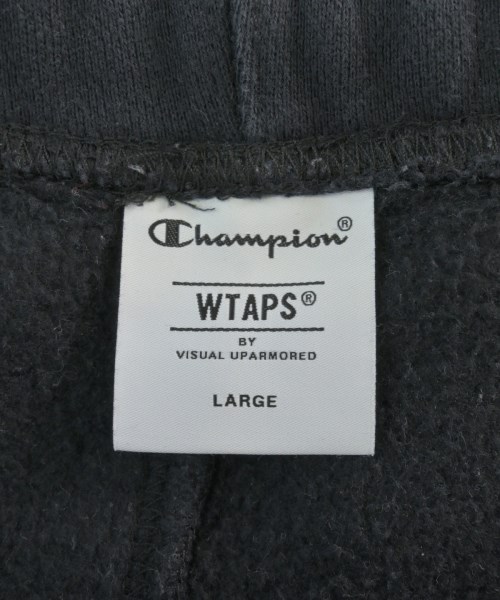 Champion®
WTAPS®
BY
VISUAL UPARMORED
LARGE